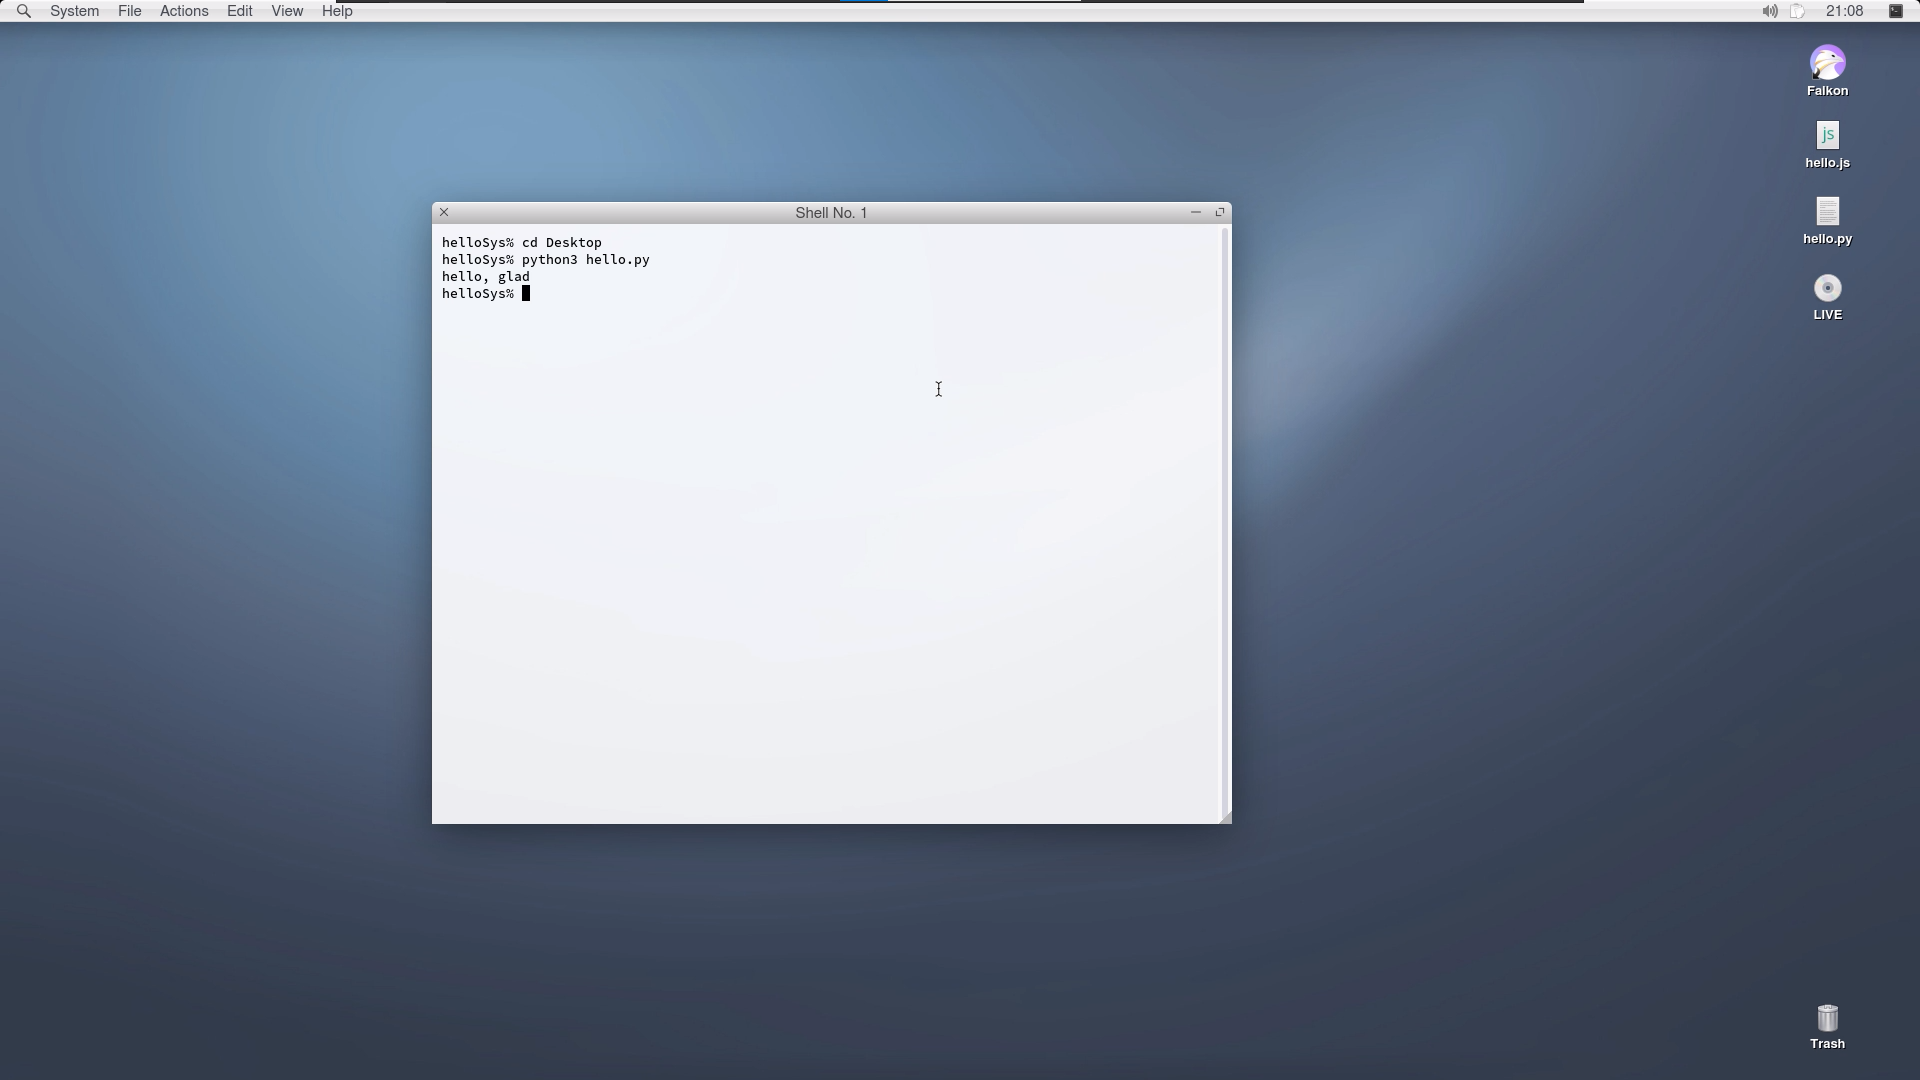 System File Actions Edit View Help 21:08
Falkon
js
hello.js
hello.py
LIVE
Shell No. 1
helloSys% cd Desktop
helloSys% python3 hello.py
hello, glad
helloSys%
Trash